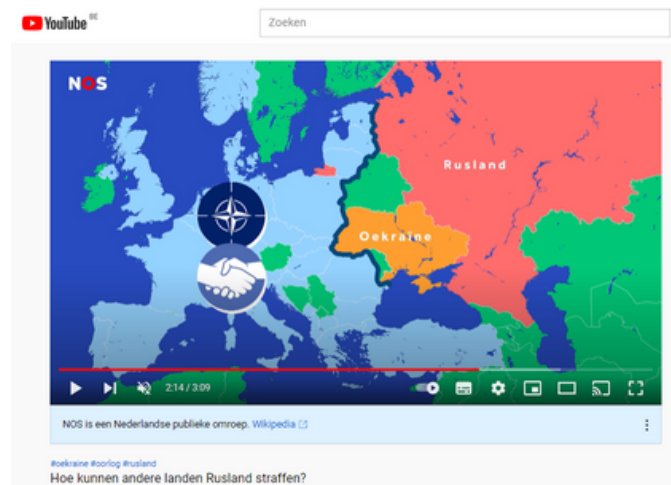 YouTube BE
Zoeken
NOS
Rusland
Oekraine
2:14 / 3:09
NOS is een Nederlandse publieke omroep. Wikipedia
#oekraine #oorlog #rusland
Hoe kunnen andere landen Rusland straffen?